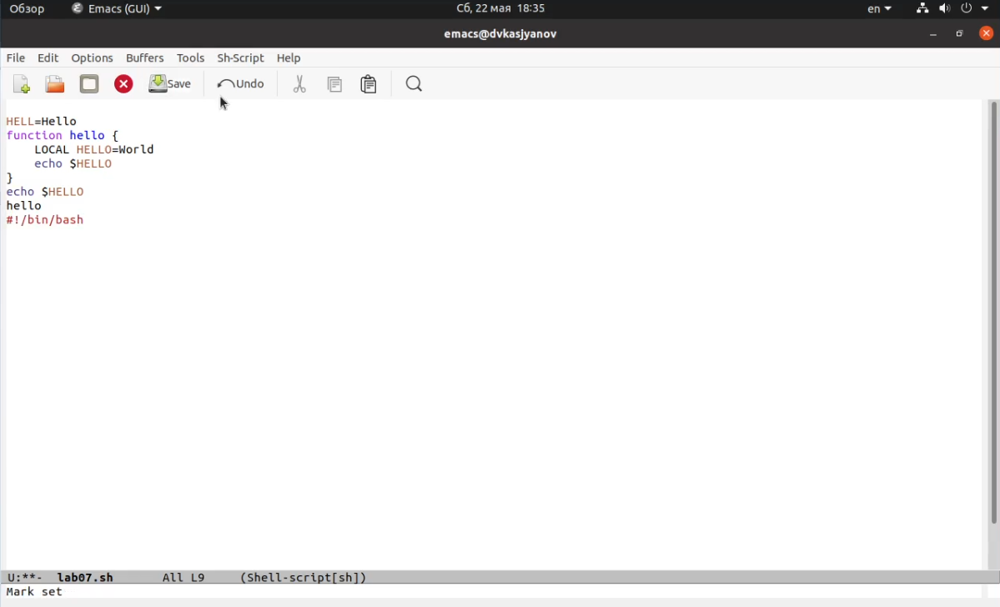 Обзор Emacs (GUI) Сб, 22 мая 18:35 en
emacs@dvkasjyanov
File Edit Options Buffers Tools Sh-Script Help
Save Undo
HELL=Hello
function hello {
    LOCAL HELLO=World
    echo $HELLO
}
echo $HELLO
hello
#!/bin/bash
U:**- lab07.sh All L9 (Shell-script[sh])
Mark set